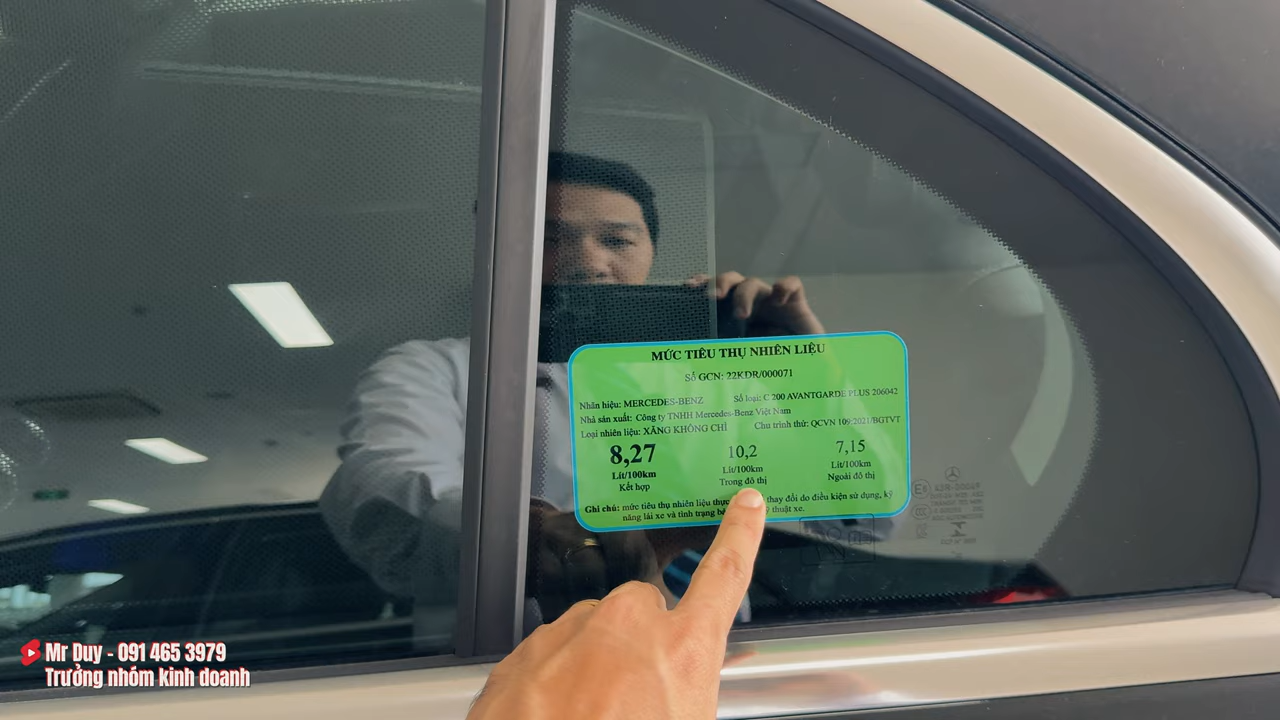 MỨC TIÊU THỤ NHIÊN LIỆU
Số GCN: 22KDR/000071
Nhãn hiệu: MERCEDES-BENZ Số loại: C 200 AVANTGARDE PLUS 206042
Nhà sản xuất: Công ty TNHH Mercedes-Benz Việt Nam
Loại nhiên liệu: XĂNG KHÔNG CHÌ Chu trình thử: QCVN 109:2021/BGTVT
8,27 10,2 7,15
Lít/100km Lít/100km Lít/100km
Kết hợp Trong đô thị Ngoài đô thị
Ghi chú: mức tiêu thụ nhiên liệu thực thay đổi do điều kiện sử dụng, kỹ
năng lái xe và tình trạng thuật xe.
Mr Duy - 091 465 3979
Trưởng nhóm kinh doanh